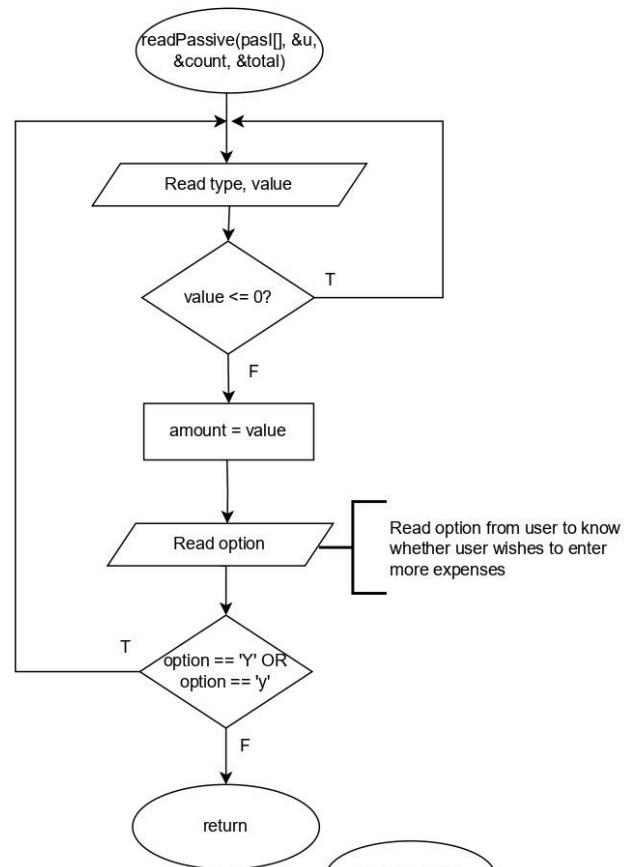 readPassive(pasI[], &u,
&count, &total)
Read type, value
value <= 0?
T
F
amount = value
Read option
Read option from user to know
whether user wishes to enter
more expenses
T
option == 'Y' OR
option == 'y'
F
return